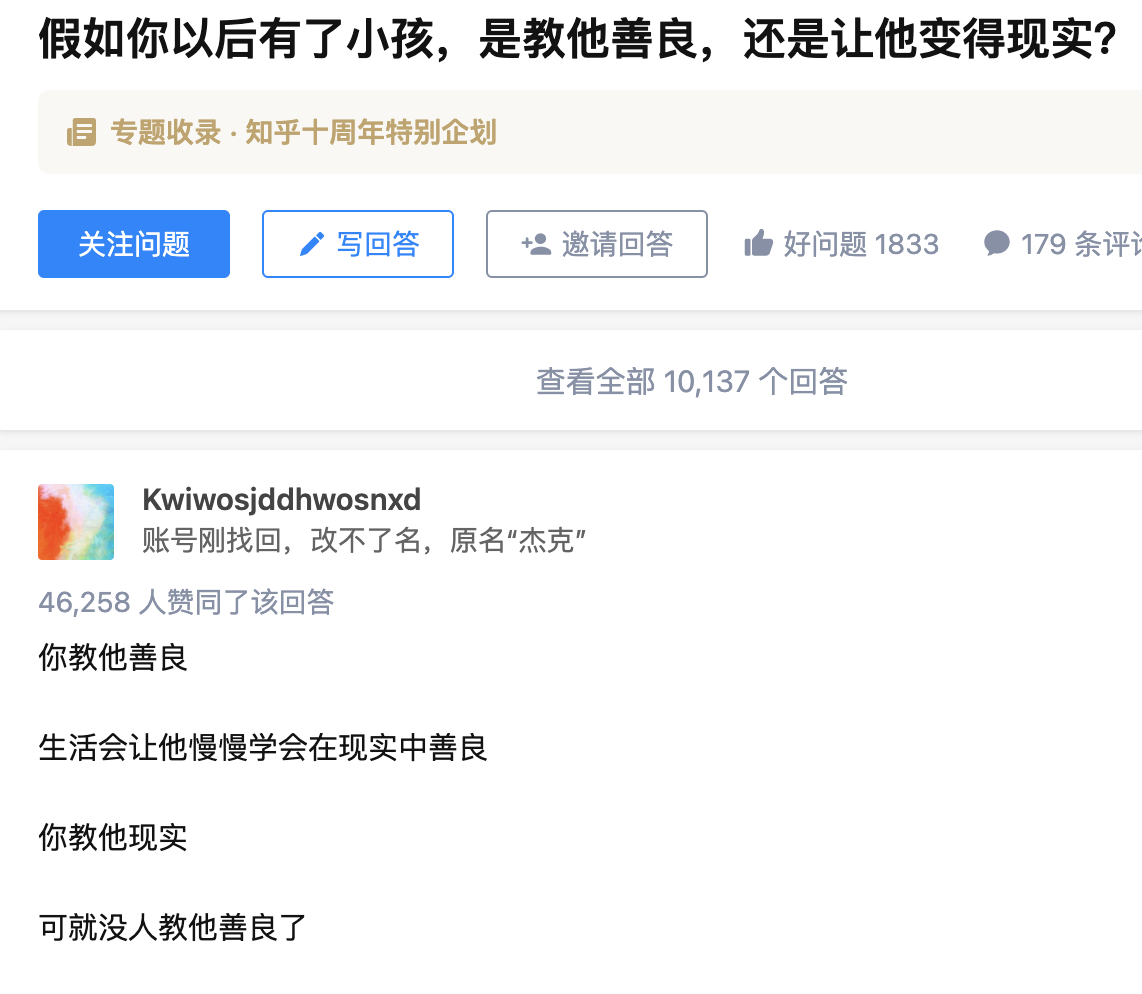 假如你以后有了小孩，是教他善良，还是让他变得现实？
专题收录 · 知乎十周年特别企划
关注问题 写回答 邀请回答 好问题 1833 179 条评
查看全部 10,137 个回答
Kwiwosjddhwosnxd
账号刚找回，改不了名，原名“杰克”
46,258 人赞同了该回答
你教他善良
生活会让他慢慢学会在现实中善良
你教他现实
可就没人教他善良了